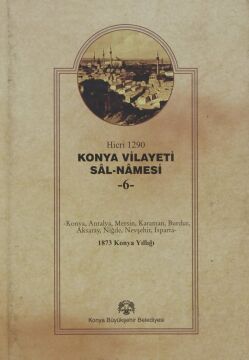 Hicri 1290
KONYA VİLAYETİ
SÂL-NÂMESİ
-6-
-Konya, Antalya, Mersin, Karaman, Burdur,
Aksaray, Niğde, Nevşehir, Isparta-
1873 Konya Yıllığı
Konya Büyükşehir Belediyesi